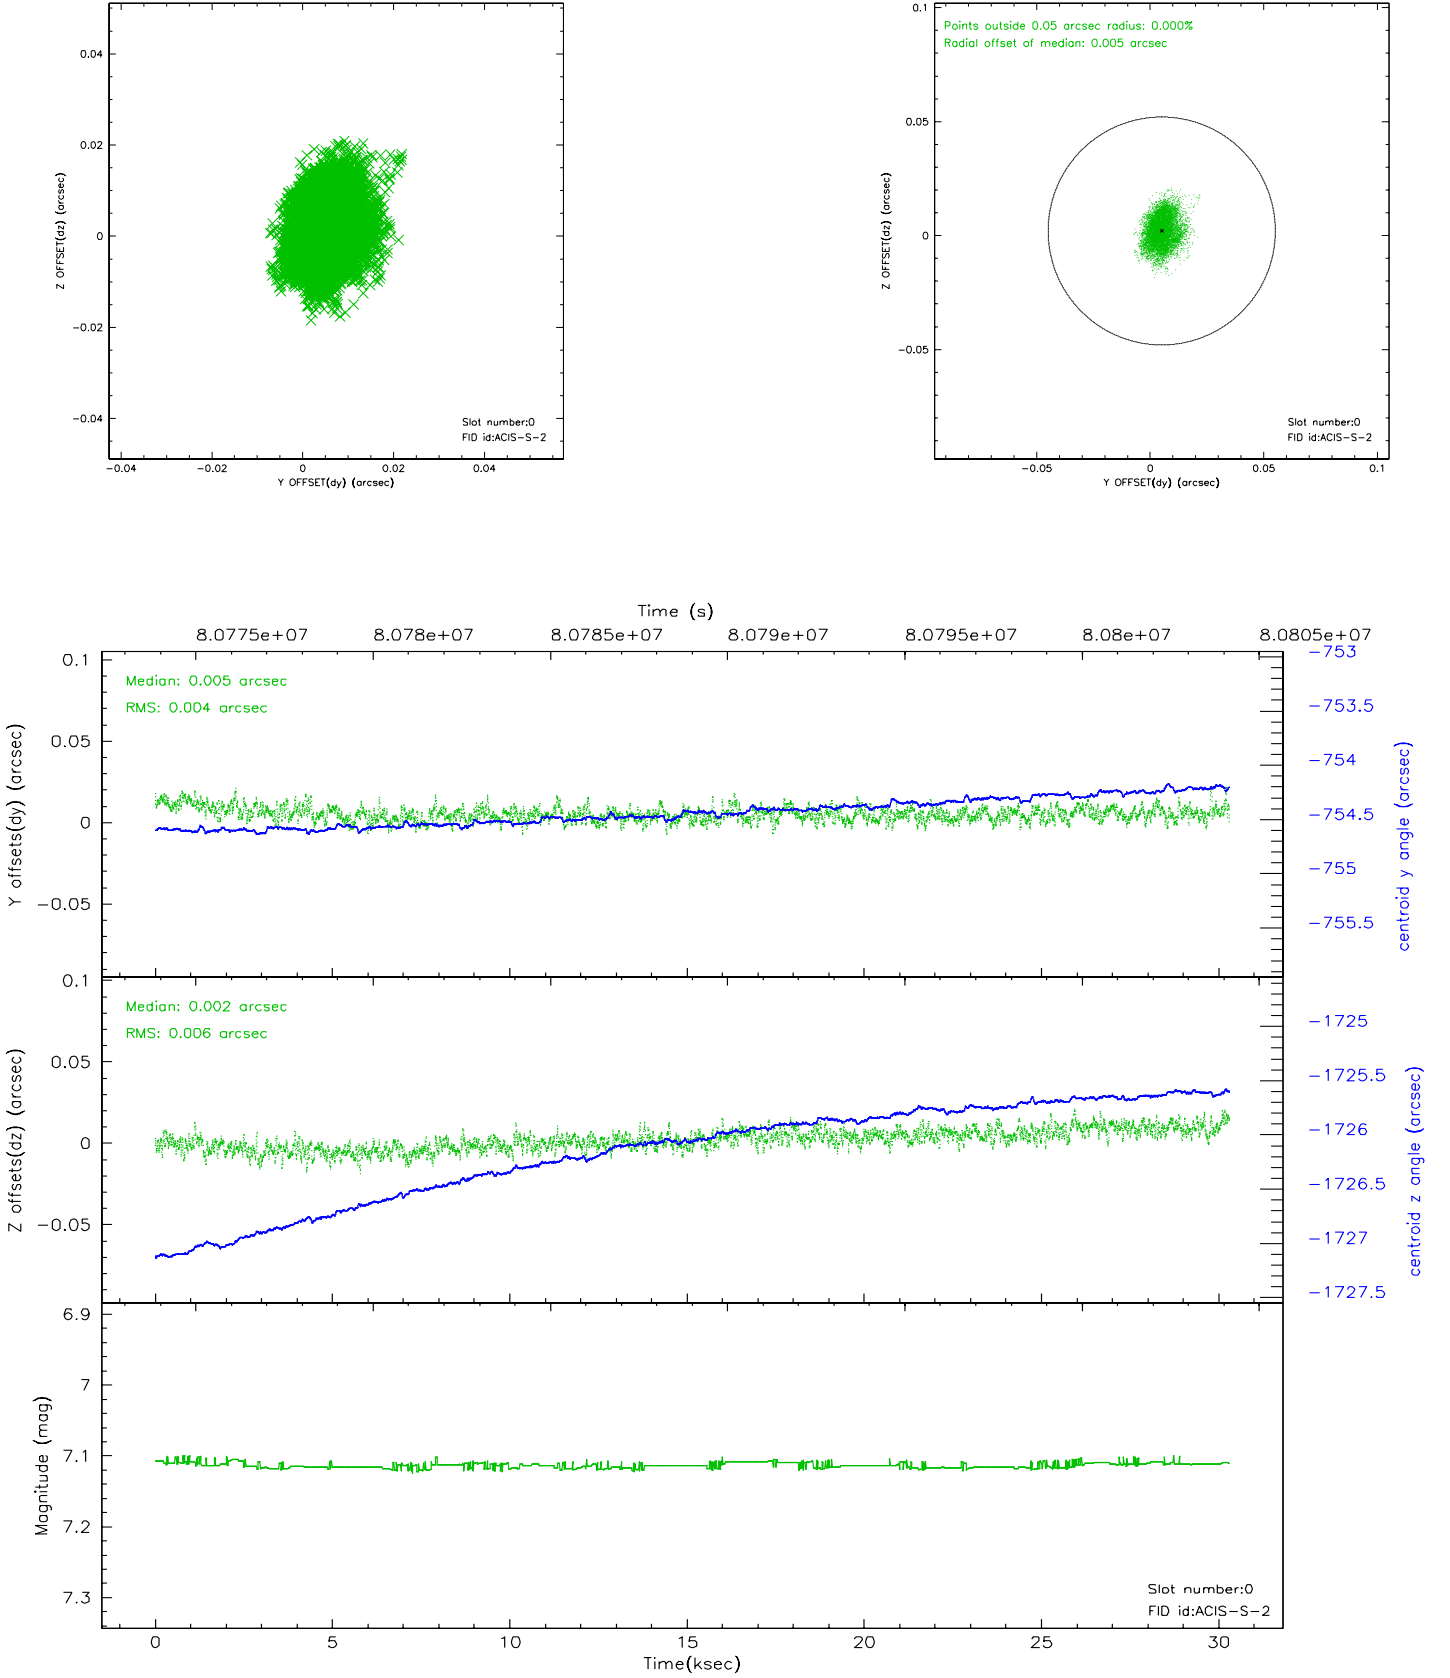 0.04
0.02
0
−0.02
−0.04
Z OFFSET(dz) (arcsec)
Slot number:0
FID id:ACIS−S−2
−0.04 −0.02 0 0.02 0.04
Y OFFSET(dy) (arcsec)
0.1
0.05
0
−0.05
Z OFFSET(dz) (arcsec)
Points outside 0.05 arcsec radius: 0.000%
Radial offset of median: 0.005 arcsec
Slot number:0
FID id:ACIS−S−2
−0.05 0 0.05 0.1
Y OFFSET(dy) (arcsec)
Time (s)
8.0775e+07 8.078e+07 8.0785e+07 8.079e+07 8.0795e+07 8.08e+07 8.0805e+07
0.1
0.05
0
−0.05
Y offsets(dy) (arcsec)
Median: 0.005 arcsec
RMS: 0.004 arcsec
−753
−753.5
−754
−754.5
−755
−755.5
centroid y angle (arcsec)
0.1
0.05
0
−0.05
Z offsets(dz) (arcsec)
Median: 0.002 arcsec
RMS: 0.006 arcsec
−1725
−1725.5
−1726
−1726.5
−1727
−1727.5
centroid z angle (arcsec)
6.9
7
7.1
7.2
7.3
Magnitude (mag)
Slot number:0
FID id:ACIS−S−2
0 5 10 15 20 25 30
Time(ksec)